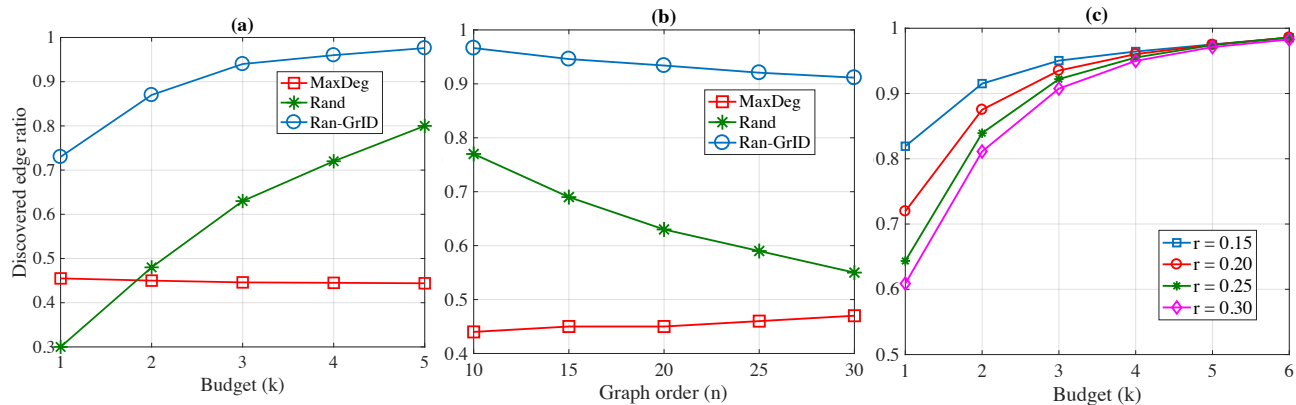 (a)
Discovered edge ratio
1
0.9
0.8
0.7
0.6
0.5
0.4
0.3
MaxDeg
Rand
Ran-GrID
1 2 3 4 5
Budget (k)
(b)
1
0.9
0.8
0.7
0.6
0.5
0.4
MaxDeg
Rand
Ran-GrID
10 15 20 25 30
Graph order (n)
(c)
1
0.9
0.8
0.7
0.6
0.5
r = 0.15
r = 0.20
r = 0.25
r = 0.30
1 2 3 4 5 6
Budget (k)